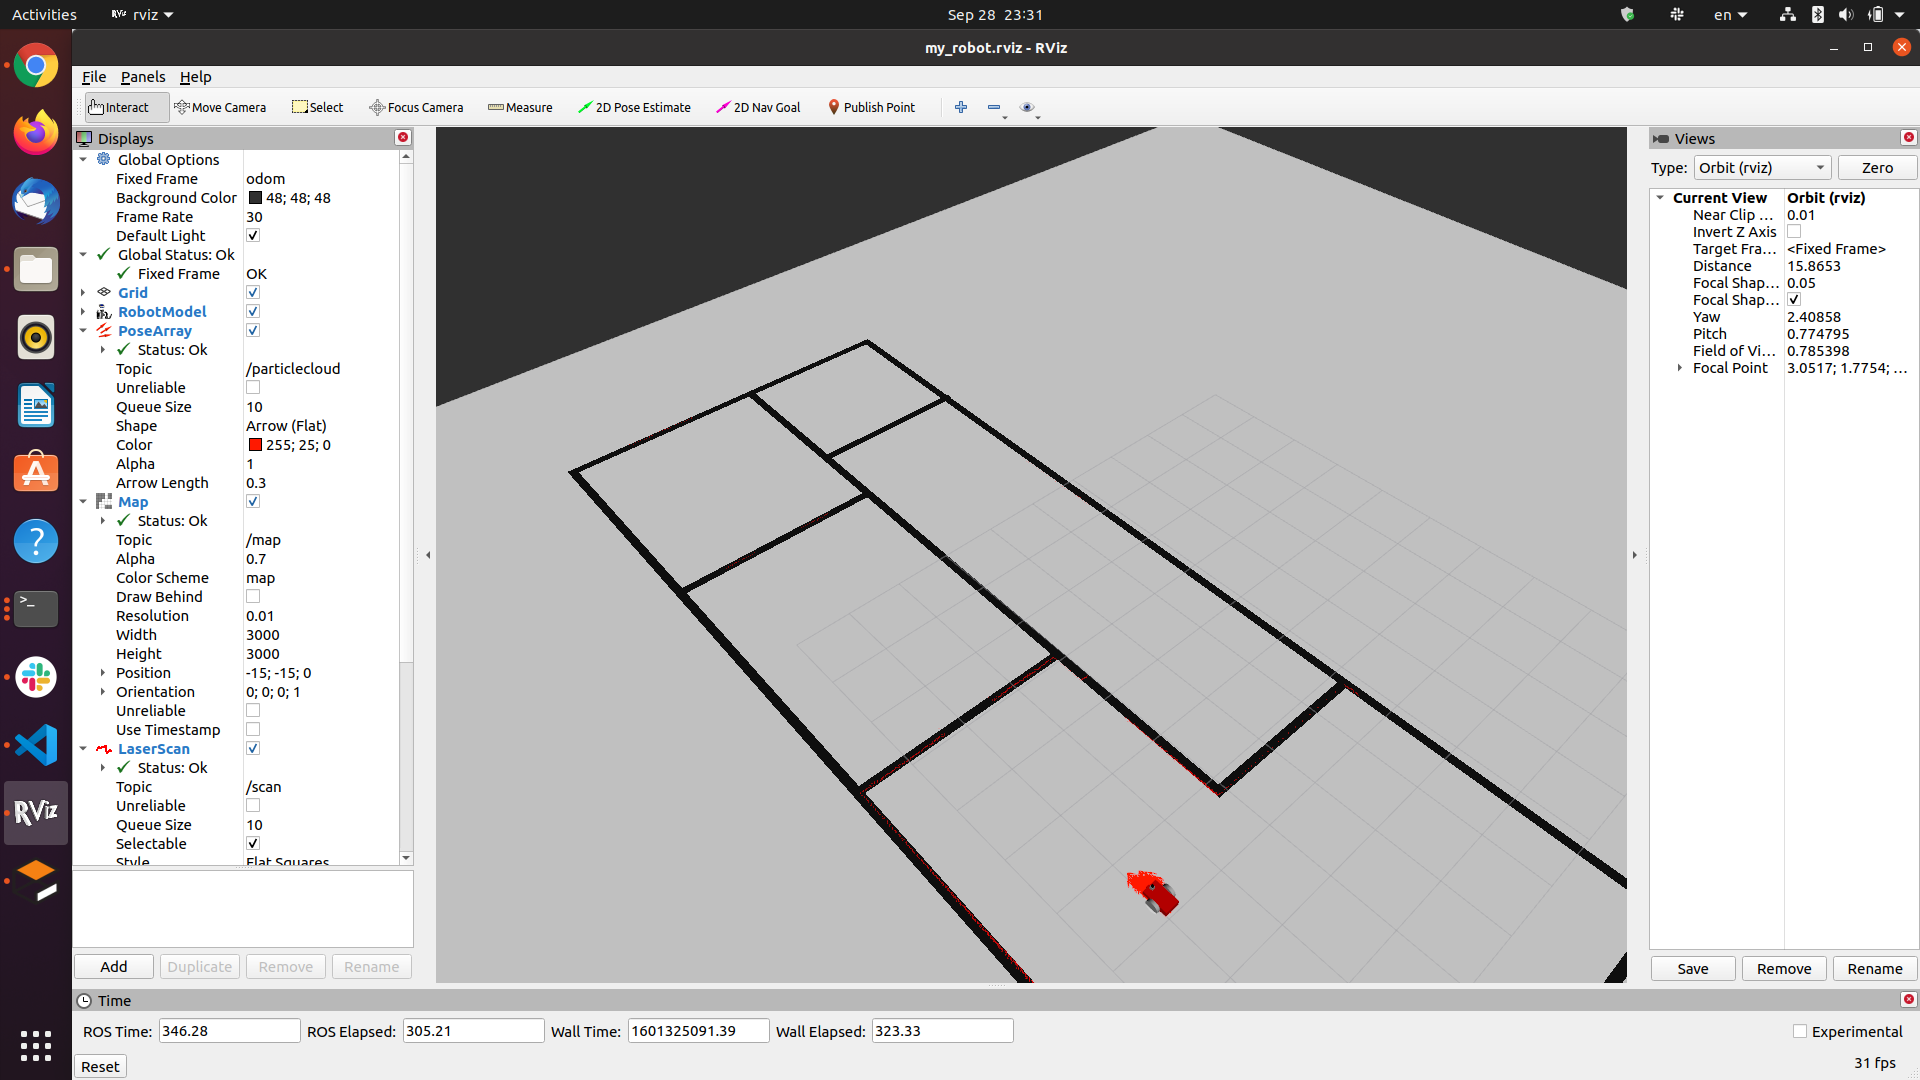 Activities
RViz rviz
Sep 28 23:31
en
my_robot.rviz - RViz
File Panels Help
Interact Move Camera Select Focus Camera Measure 2D Pose Estimate 2D Nav Goal Publish Point
Displays
Global Options
Fixed Frame odom
Background Color 48; 48; 48
Frame Rate 30
Default Light
Global Status: Ok
Fixed Frame OK
Grid
RobotModel
PoseArray
Status: Ok
Topic /particlecloud
Unreliable
Queue Size 10
Shape Arrow (Flat)
Color 255; 25; 0
Alpha 1
Arrow Length 0.3
Map
Status: Ok
Topic /map
Alpha 0.7
Color Scheme map
Draw Behind
Resolution 0.01
Width 3000
Height 3000
Position -15; -15; 0
Orientation 0; 0; 0; 1
Unreliable
Use Timestamp
LaserScan
Status: Ok
Topic /scan
Unreliable
Queue Size 10
Selectable
Style Flat Squares
Add Duplicate Remove Rename
Views
Type: Orbit (rviz) Zero
Current View Orbit (rviz)
Near Clip ... 0.01
Invert Z Axis
Target Fra... <Fixed Frame>
Distance 15.8653
Focal Shap... 0.05
Focal Shap...
Yaw 2.40858
Pitch 0.774795
Field of Vi... 0.785398
Focal Point 3.0517; 1.7754; ...
Save Remove Rename
RViz
Time
ROS Time: 346.28 ROS Elapsed: 305.21 Wall Time: 1601325091.39 Wall Elapsed: 323.33 Experimental
Reset
31 fps